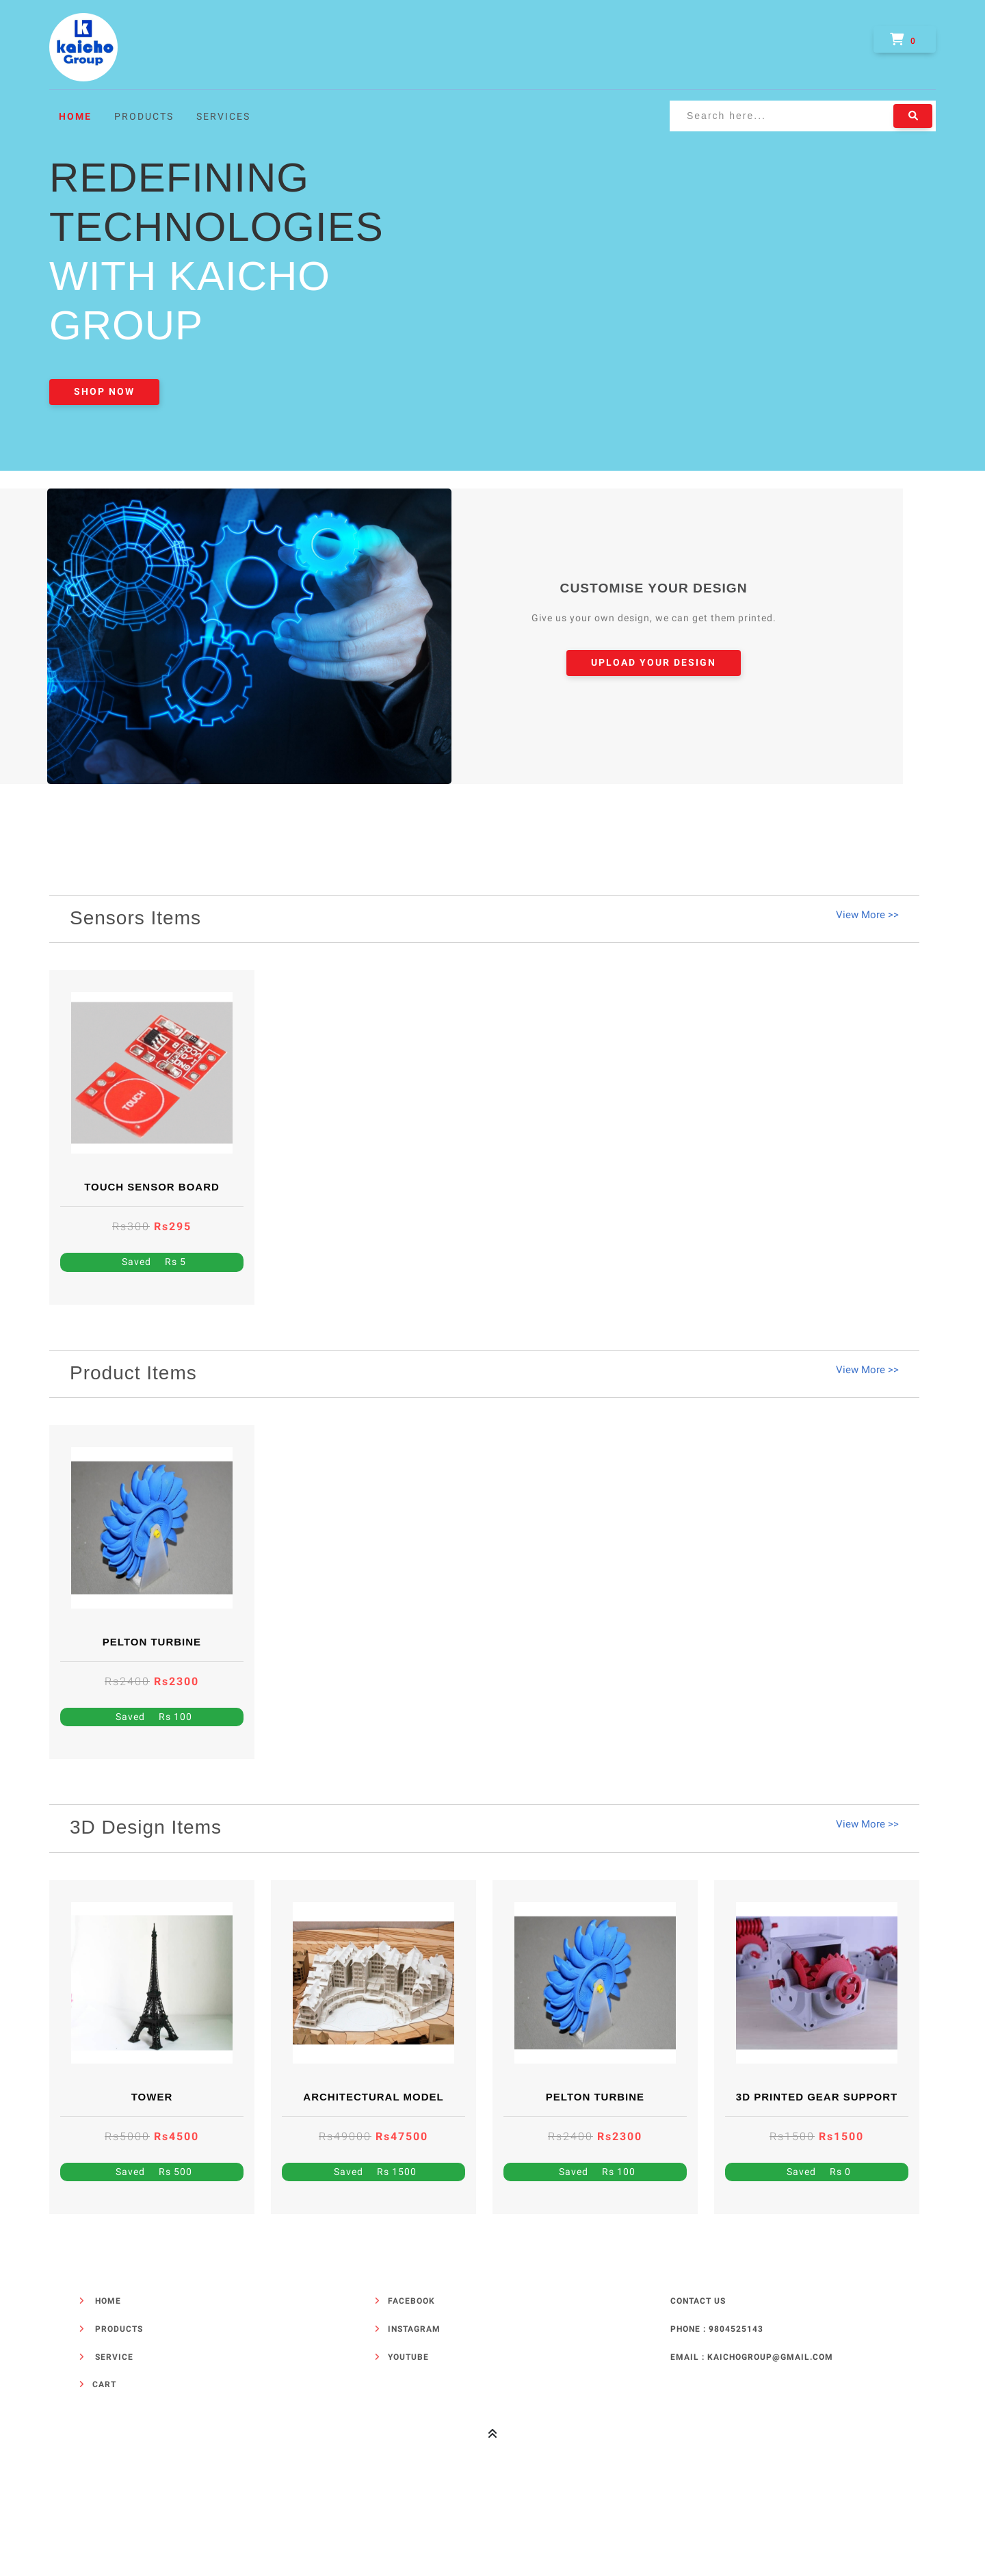 kaicho
Group
0
HOME PRODUCTS SERVICES
Search here...
REDEFINING
TECHNOLOGIES
WITH KAICHO
GROUP
SHOP NOW
CUSTOMISE YOUR DESIGN
Give us your own design, we can get them printed.
UPLOAD YOUR DESIGN
Sensors Items
View More >>
TOUCH
TOUCH SENSOR BOARD
Rs300 Rs295
Saved Rs 5
Product Items
View More >>
PELTON TURBINE
Rs2400 Rs2300
Saved Rs 100
3D Design Items
View More >>
TOWER
Rs5000 Rs4500
Saved Rs 500
ARCHITECTURAL MODEL
Rs49000 Rs47500
Saved Rs 1500
PELTON TURBINE
Rs2400 Rs2300
Saved Rs 100
3D PRINTED GEAR SUPPORT
Rs1500 Rs1500
Saved Rs 0
HOME
PRODUCTS
SERVICE
CART
FACEBOOK
INSTAGRAM
YOUTUBE
CONTACT US
PHONE : 9804525143
EMAIL : KAICHOGROUP@GMAIL.COM